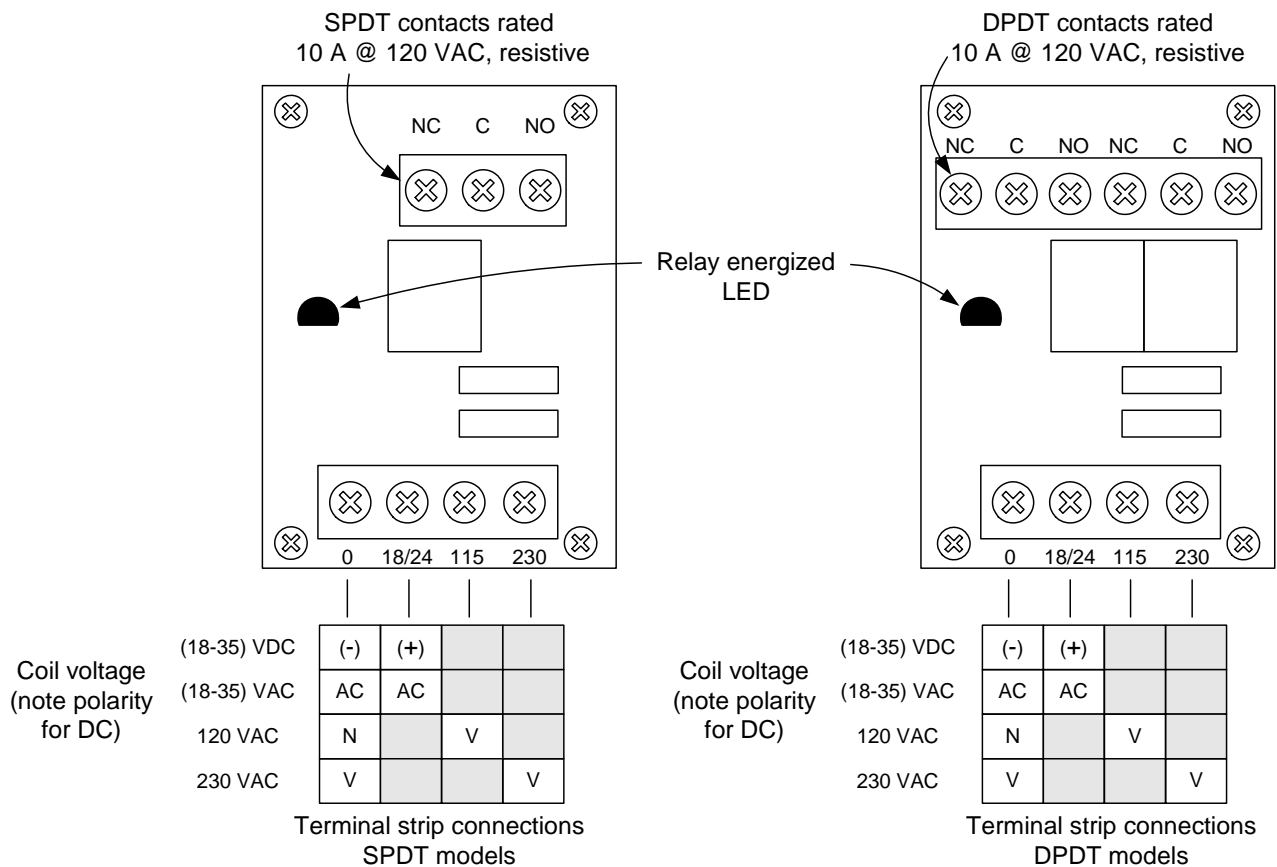 SPDT contacts rated
10 A @ 120 VAC, resistive
NC C NO
DPDT contacts rated
10 A @ 120 VAC, resistive
NC C NO NC C NO
Relay energized
LED
0 18/24 115 230
0 18/24 115 230
Coil voltage
(note polarity
for DC)
(18-35) VDC (-) (+)
(18-35) VAC AC AC
120 VAC N V
230 VAC V V
Terminal strip connections
SPDT models
Coil voltage
(note polarity
for DC)
(18-35) VDC (-) (+)
(18-35) VAC AC AC
120 VAC N V
230 VAC V V
Terminal strip connections
DPDT models